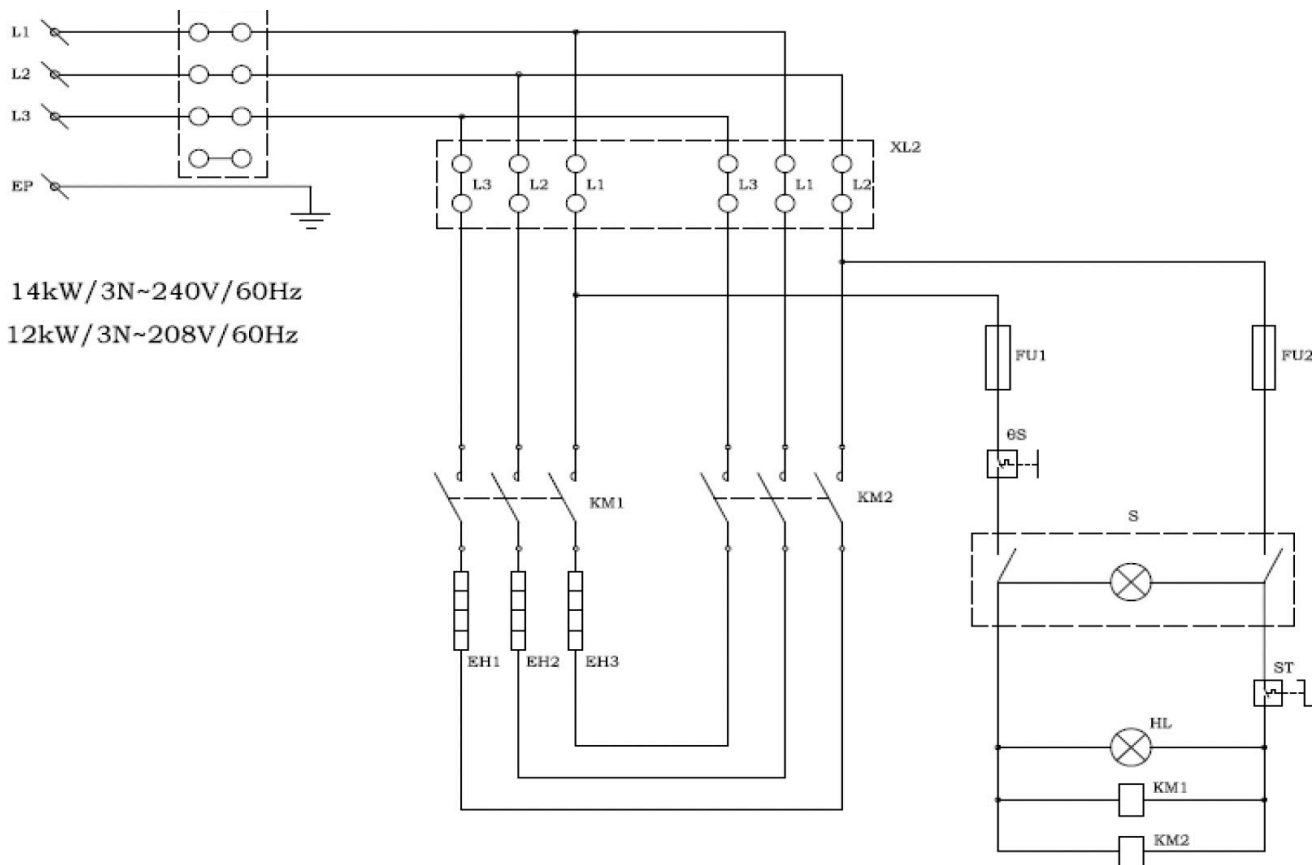 L1
L2
L3
EP
XL2
L3 L2 L1 L3 L1 L2
14kW/3N~240V/60Hz
12kW/3N~208V/60Hz
FU1 FU2
θS
KM1 KM2
S
EH1 EH2 EH3
ST
HL
KM1
KM2